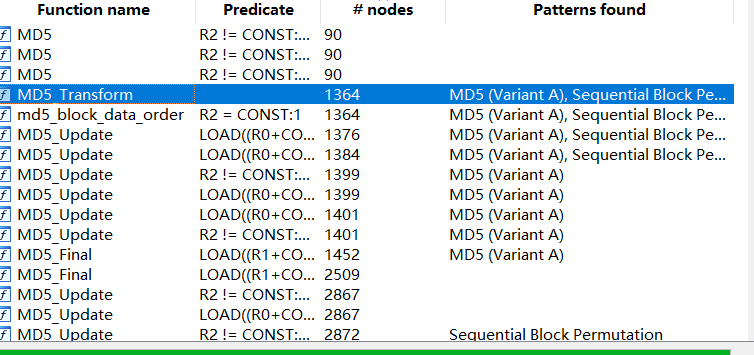 Function name Predicate # nodes Patterns found
MD5 R2 != CONST:... 90
MD5 R2 != CONST:... 90
MD5 R2 != CONST:... 90
MD5_Transform 1364 MD5 (Variant A), Sequential Block Pe...
md5_block_data_order R2 = CONST:1 1364 MD5 (Variant A), Sequential Block Pe...
MD5_Update LOAD((R0+CO... 1376 MD5 (Variant A), Sequential Block Pe...
MD5_Update LOAD((R0+CO... 1384 MD5 (Variant A), Sequential Block Pe...
MD5_Update R2 != CONST:... 1399 MD5 (Variant A)
MD5_Update LOAD((R0+CO... 1399 MD5 (Variant A)
MD5_Update LOAD((R0+CO... 1401 MD5 (Variant A)
MD5_Update R2 != CONST:... 1401 MD5 (Variant A)
MD5_Final LOAD((R1+CO... 1452 MD5 (Variant A)
MD5_Final LOAD((R1+CO... 2509
MD5_Update R2 != CONST:... 2867
MD5_Update LOAD((R0+CO... 2867
MD5_Update R2 != CONST:... 2872 Sequential Block Permutation